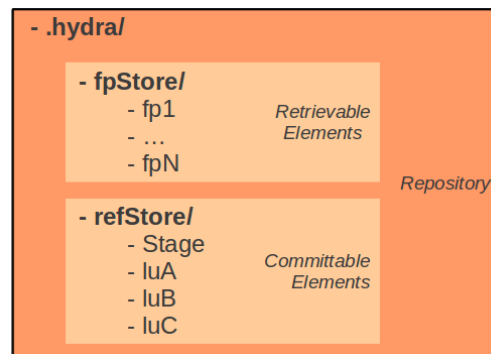 - .hydra/
- fpStore/
- fp1
- ...
- fpN
Retrievable
Elements
Repository
- refStore/
- Stage
- luA
- luB
- luC
Committable
Elements